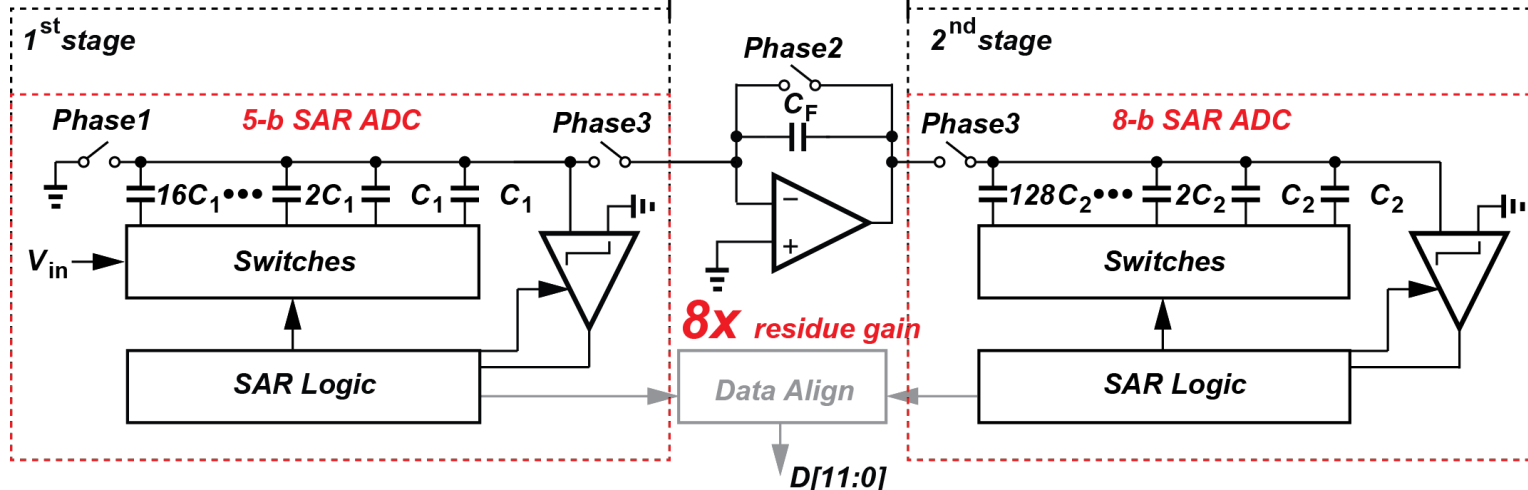 1st stage
2nd stage
Phase2
Phase1
5-b SAR ADC
Phase3
CF
Phase3
8-b SAR ADC
16C1 ••• 2C1 C1 C1
128C2 ••• 2C2 C2 C2
−
+
Vin
Switches
Switches
8x residue gain
SAR Logic
Data Align
SAR Logic
D[11:0]